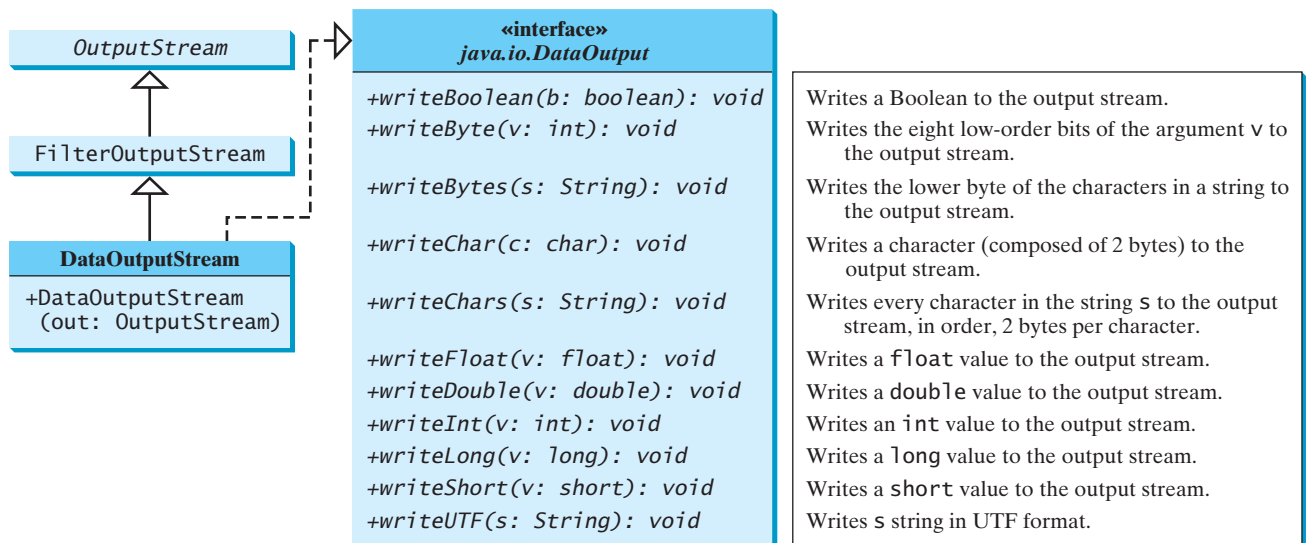 OutputStream
FilterOutputStream
DataOutputStream
+DataOutputStream
(out: OutputStream)
«interface»
java.io.DataOutput
+writeBoolean(b: boolean): void
Writes a Boolean to the output stream.
+writeByte(v: int): void
Writes the eight low-order bits of the argument v to
the output stream.
+writeBytes(s: String): void
Writes the lower byte of the characters in a string to
the output stream.
+writeChar(c: char): void
Writes a character (composed of 2 bytes) to the
output stream.
+writeChars(s: String): void
Writes every character in the string s to the output
stream, in order, 2 bytes per character.
+writeFloat(v: float): void
Writes a float value to the output stream.
+writeDouble(v: double): void
Writes a double value to the output stream.
+writeInt(v: int): void
Writes an int value to the output stream.
+writeLong(v: long): void
Writes a long value to the output stream.
+writeShort(v: short): void
Writes a short value to the output stream.
+writeUTF(s: String): void
Writes s string in UTF format.